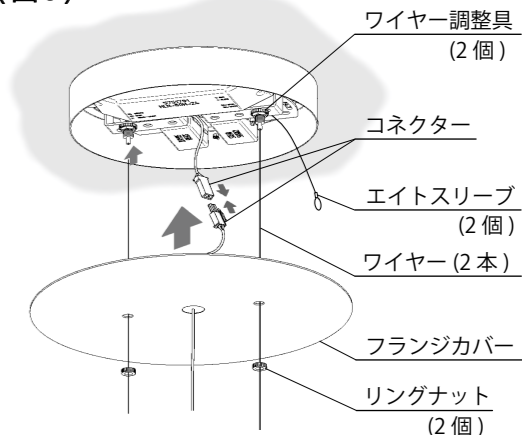 ワイヤー調整具
(2 個 )
コネクター
エイトスリーブ
(2 個 )
ワイヤー (2 本 )
フランジカバー
リングナット
(2 個 )